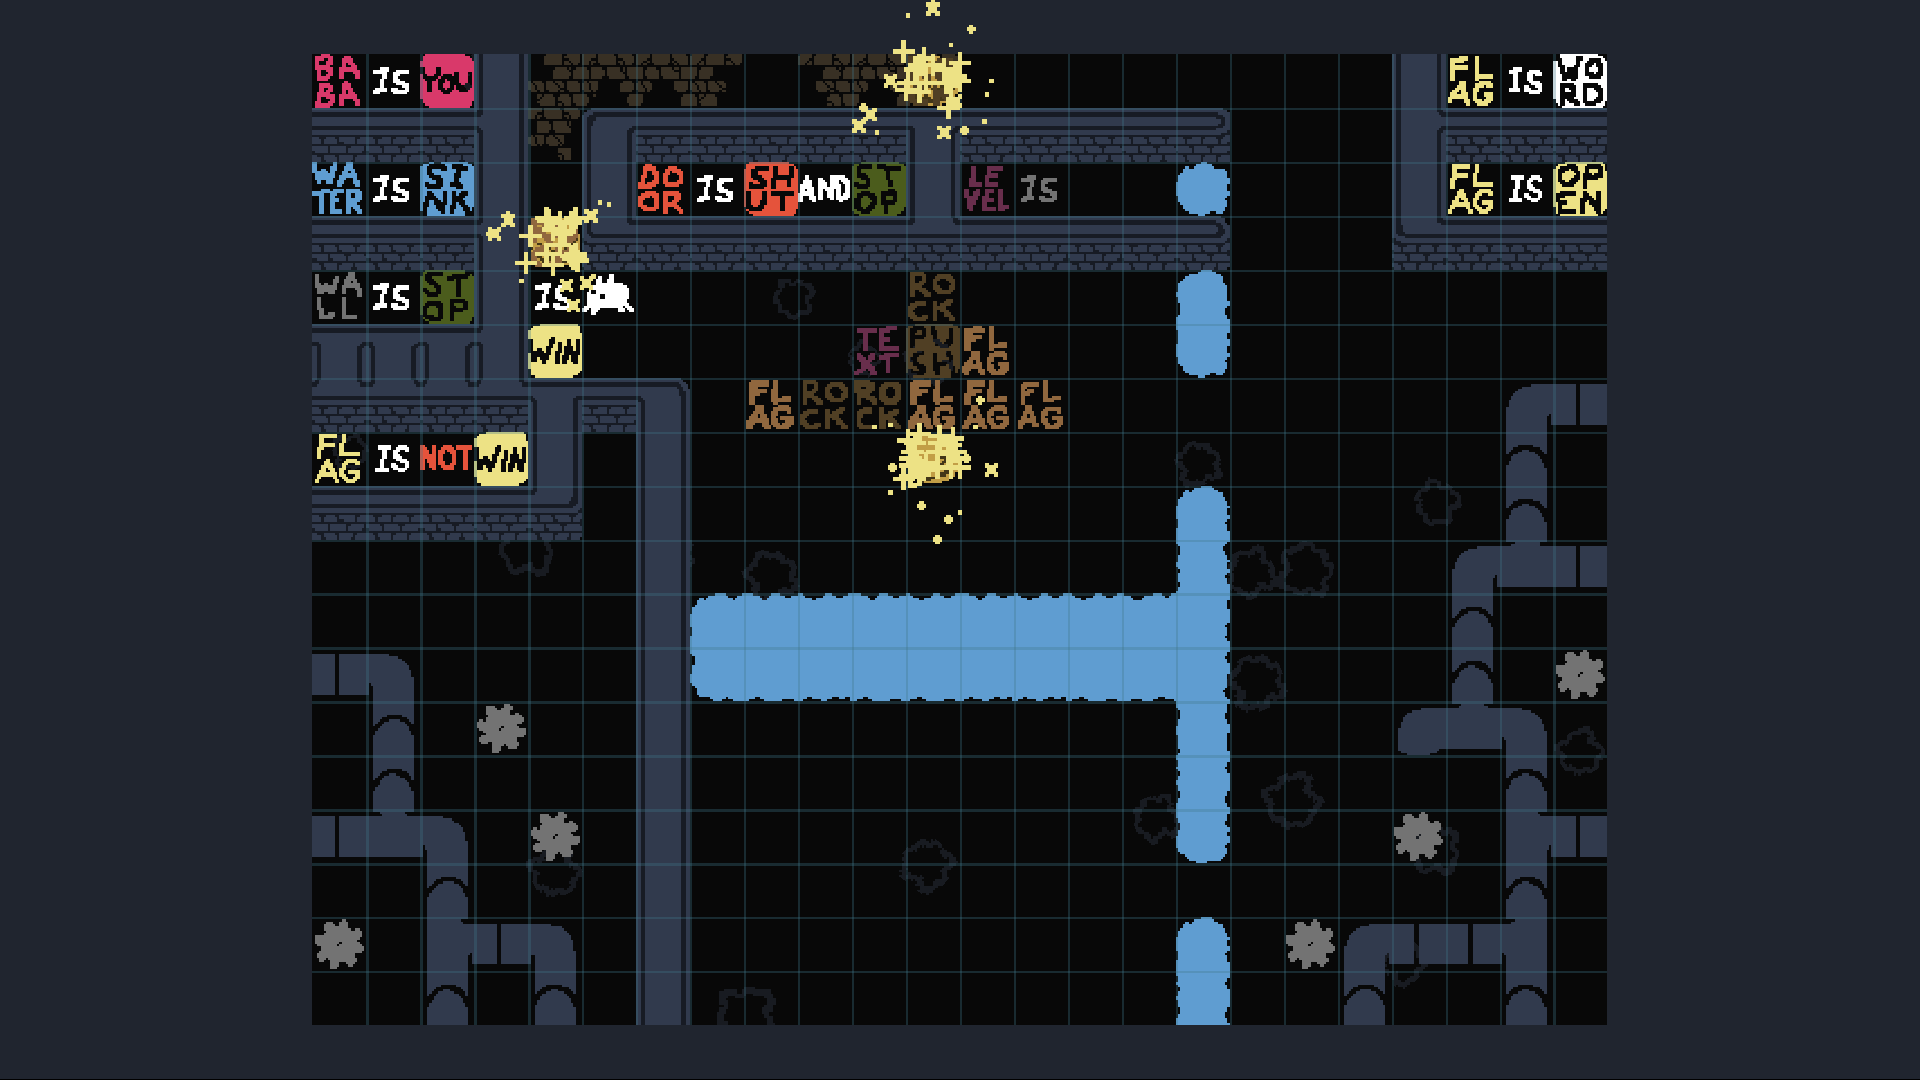 BABA IS YOU
FLAG IS WORD
WATER IS SINK
DOOR IS SHUT AND STOP
LEVEL IS
FLAG IS OPEN
WALL IS STOP
IS
ROCK
WIN
TEXT PUSH FLAG
FLAG ROCK ROCK FLAG FLAG FLAG
FLAG IS NOT WIN